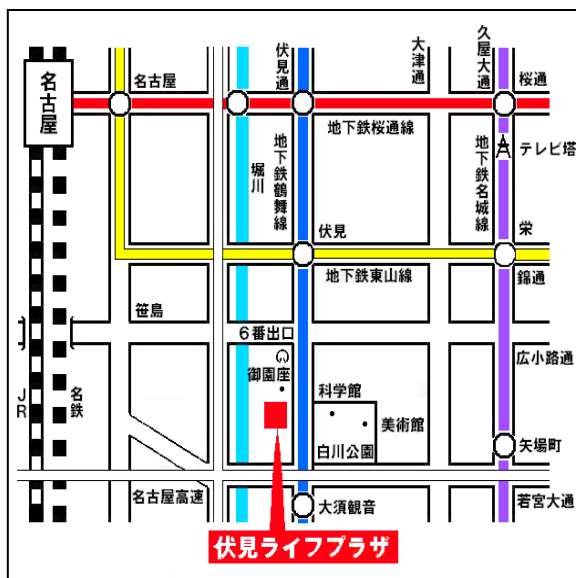 名古屋
名古屋
伏見通
大津通
久屋大通
桜通
地下鉄桜通線
テレビ塔
堀川
地下鉄鶴舞線
地下鉄名城線
伏見
栄
地下鉄東山線
錦通
笹島
6番出口
広小路通
御園座
JR
名鉄
科学館
美術館
白川公園
矢場町
名古屋高速
大須観音
若宮大通
伏見ライフプラザ